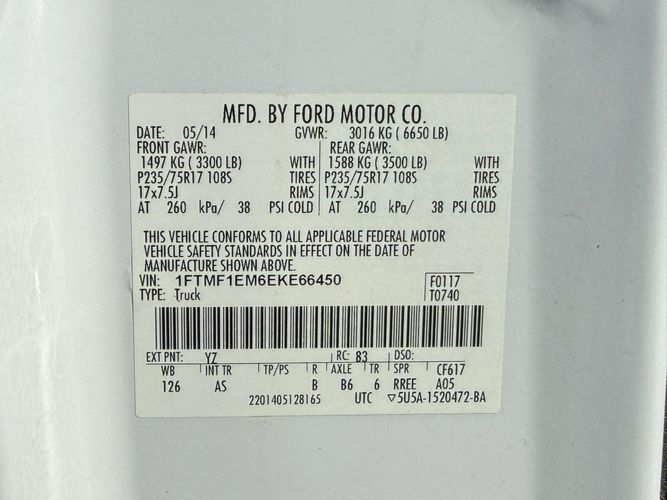 MFD. BY FORD MOTOR CO.
DATE: 05/14 GVWR: 3016 KG ( 6650 LB)
FRONT GAWR: REAR GAWR:
1497 KG ( 3300 LB) WITH 1588 KG ( 3500 LB) WITH
P235/75R17 108S TIRES P235/75R17 108S TIRES
17x7.5J RIMS 17x7.5J RIMS
AT 260 kPa/ 38 PSI COLD AT 260 kPa/ 38 PSI COLD
THIS VEHICLE CONFORMS TO ALL APPLICABLE FEDERAL MOTOR
VEHICLE SAFETY STANDARDS IN EFFECT ON THE DATE OF
MANUFACTURE SHOWN ABOVE.
VIN: 1FTMF1EM6EKE66450 F0117
TYPE: Truck T0740
EXT PNT: YZ RC: 83 DSO:
WB INT TR TP/PS R AXLE TR SPR CF617
126 AS B B6 6 RREE A05
2201405128165 UTC ▽5U5A-1520472-BA